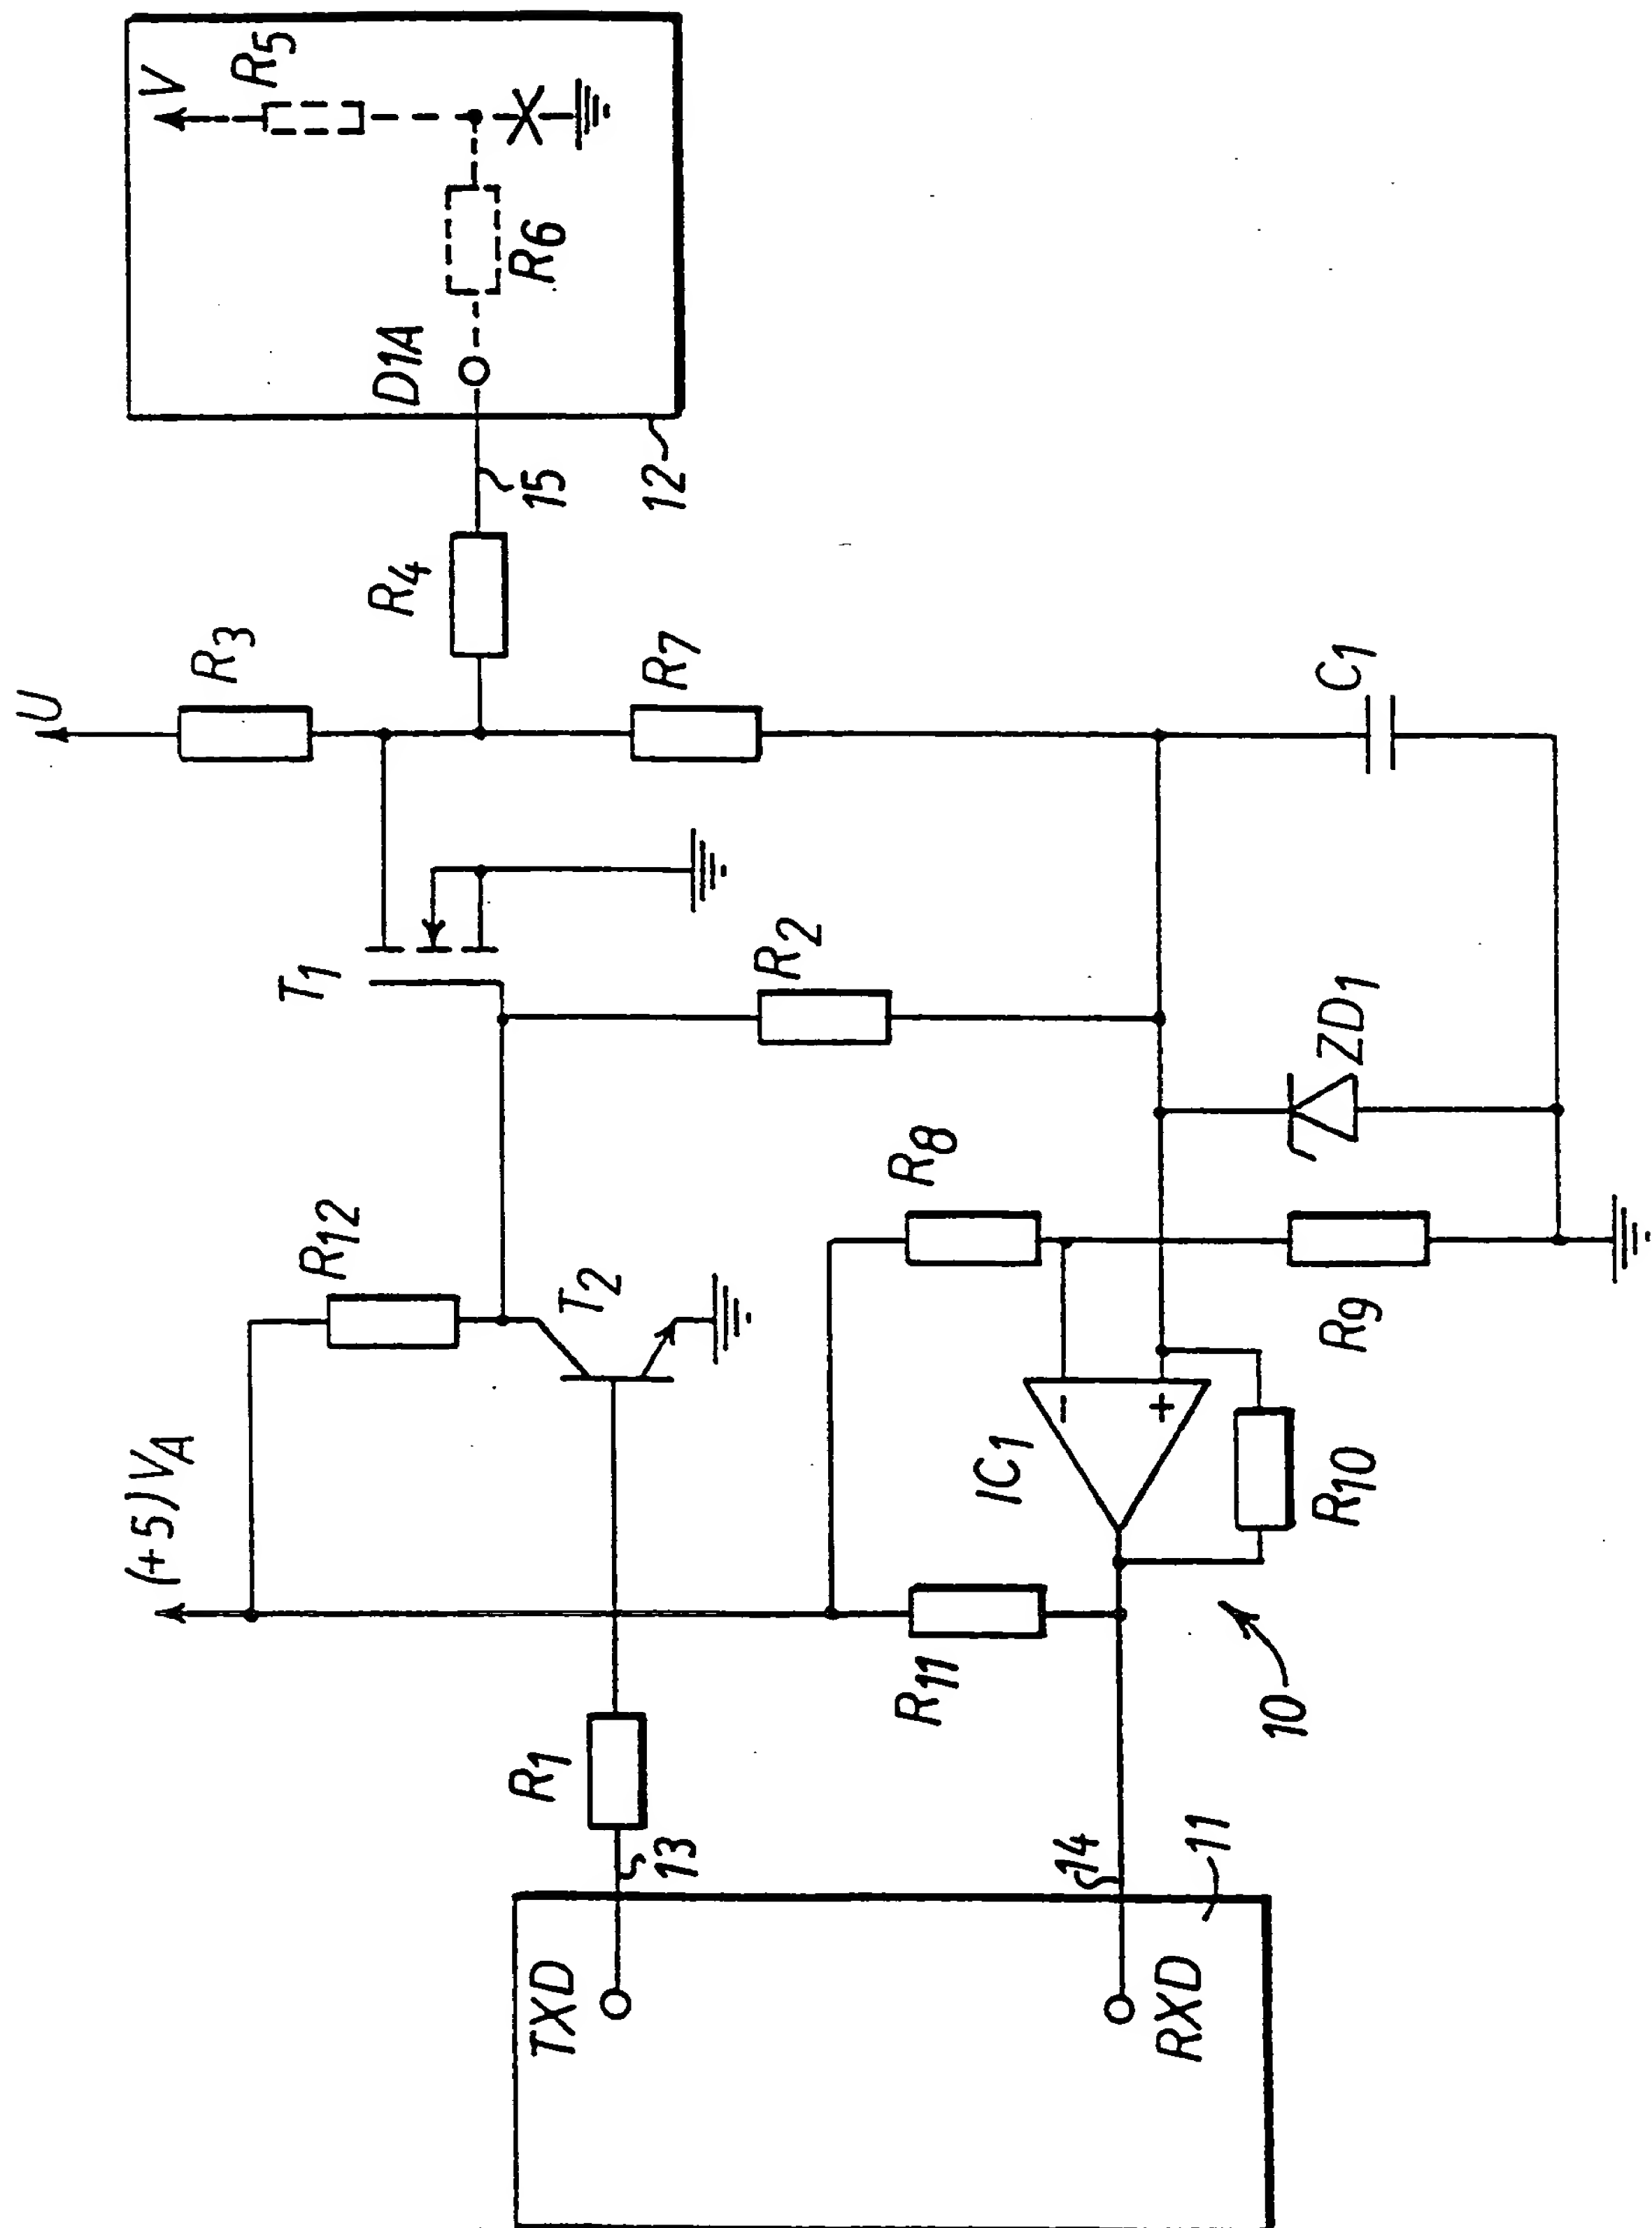 U
V
R5
R3
D1A
R6
R4
15
12
R7
C1
T1
R2
(+5) VA
R12
T2
R8
ZD1
IC1
R9
R10
R1
R11
10
13
14
11
TXD
RXD